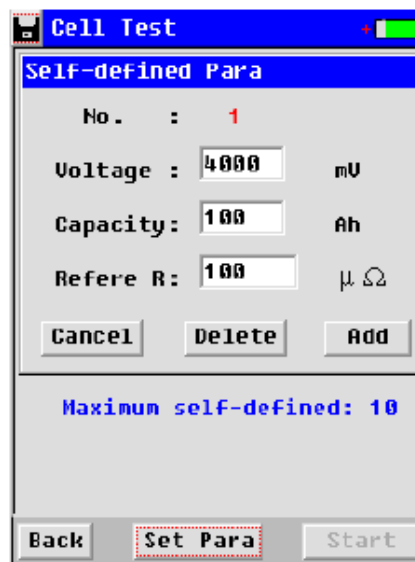 Cell Test
Self-defined Para
No. : 1
Voltage : 4000 mV
Capacity: 100 Ah
Refere R: 100 μΩ
Cancel Delete Add
Maximum self-defined: 10
Back Set Para Start